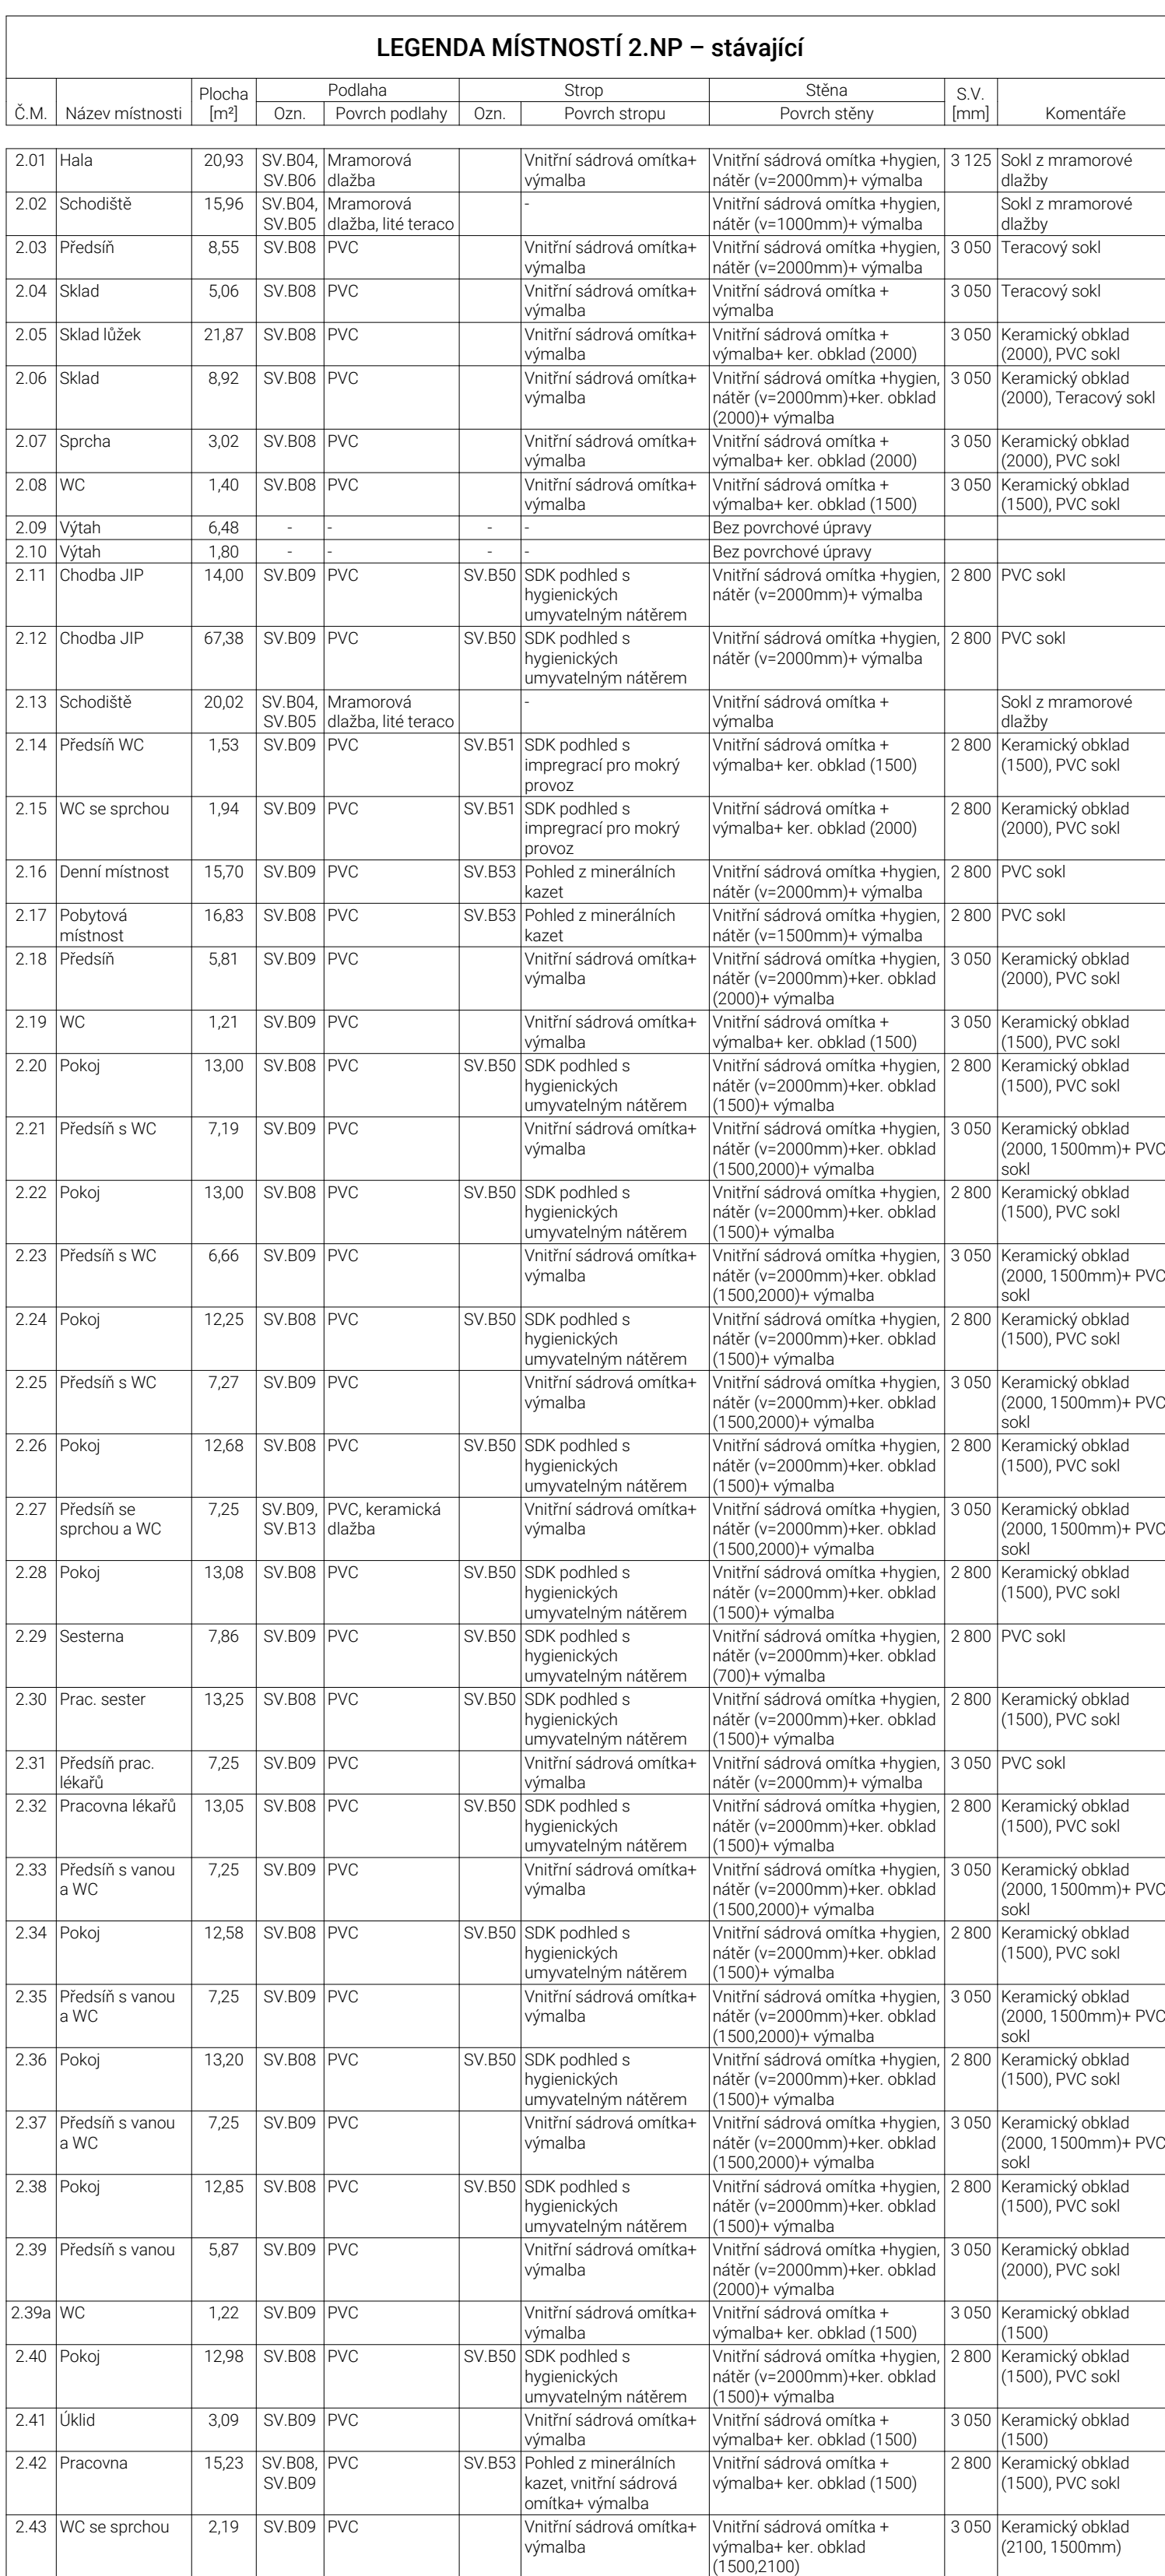 LEGENDA MÍSTNOSTÍ 2.NP – stávající
Č.M. Název místnosti Plocha [m²] Podlaha Strop Stěna S.V. [mm] Komentáře
Ozn. Povrch podlahy Ozn. Povrch stropu Povrch stěny
2.01 Hala 20,93 SV.B04, Mramorová Vnitřní sádrová omítka+ Vnitřní sádrová omítka +hygien, 3 125 Sokl z mramorové
SV.B06 dlažba výmalba nátěr (v=2000mm)+ výmalba dlažby
2.02 Schodiště 15,96 SV.B04, Mramorová - Vnitřní sádrová omítka +hygien, Sokl z mramorové
SV.B05 dlažba, lité teraco nátěr (v=1000mm)+ výmalba dlažby
2.03 Předsíň 8,55 SV.B08 PVC Vnitřní sádrová omítka+ Vnitřní sádrová omítka +hygien, 3 050 Teracový sokl
výmalba nátěr (v=2000mm)+ výmalba
2.04 Sklad 5,06 SV.B08 PVC Vnitřní sádrová omítka+ Vnitřní sádrová omítka + 3 050 Teracový sokl
výmalba výmalba
2.05 Sklad lůžek 21,87 SV.B08 PVC Vnitřní sádrová omítka+ Vnitřní sádrová omítka + 3 050 Keramický obklad
výmalba výmalba+ ker. obklad (2000) (2000), PVC sokl
2.06 Sklad 8,92 SV.B08 PVC Vnitřní sádrová omítka+ Vnitřní sádrová omítka +hygien, 3 050 Keramický obklad
výmalba nátěr (v=2000mm)+ker. obklad (2000), Teracový sokl
(2000)+ výmalba
2.07 Sprcha 3,02 SV.B08 PVC Vnitřní sádrová omítka+ Vnitřní sádrová omítka + 3 050 Keramický obklad
výmalba výmalba+ ker. obklad (2000) (2000), PVC sokl
2.08 WC 1,40 SV.B08 PVC Vnitřní sádrová omítka+ Vnitřní sádrová omítka + 3 050 Keramický obklad
výmalba výmalba+ ker. obklad (1500) (1500), PVC sokl
2.09 Výtah 6,48 - - - - Bez povrchové úpravy
2.10 Výtah 1,80 - - - - Bez povrchové úpravy
2.11 Chodba JIP 14,00 SV.B09 PVC SV.B50 SDK podhled s Vnitřní sádrová omítka +hygien, 2 800 PVC sokl
hygienických nátěr (v=2000mm)+ výmalba
umyvatelným nátěrem
2.12 Chodba JIP 67,38 SV.B09 PVC SV.B50 SDK podhled s Vnitřní sádrová omítka +hygien, 2 800 PVC sokl
hygienických nátěr (v=2000mm)+ výmalba
umyvatelným nátěrem
2.13 Schodiště 20,02 SV.B04, Mramorová - Vnitřní sádrová omítka + Sokl z mramorové
SV.B05 dlažba, lité teraco výmalba dlažby
2.14 Předsíň WC 1,53 SV.B09 PVC SV.B51 SDK podhled s Vnitřní sádrová omítka + 2 800 Keramický obklad
impregrací pro mokrý výmalba+ ker. obklad (1500) (1500), PVC sokl
provoz
2.15 WC se sprchou 1,94 SV.B09 PVC SV.B51 SDK podhled s Vnitřní sádrová omítka + 2 800 Keramický obklad
impregrací pro mokrý výmalba+ ker. obklad (2000) (2000), PVC sokl
provoz
2.16 Denní místnost 15,70 SV.B09 PVC SV.B53 Pohled z minerálních Vnitřní sádrová omítka +hygien, 2 800 PVC sokl
kazet nátěr (v=2000mm)+ výmalba
2.17 Pobytová 16,83 SV.B08 PVC SV.B53 Pohled z minerálních Vnitřní sádrová omítka +hygien, 2 800 PVC sokl
místnost kazet nátěr (v=1500mm)+ výmalba
2.18 Předsíň 5,81 SV.B09 PVC Vnitřní sádrová omítka+ Vnitřní sádrová omítka +hygien, 3 050 Keramický obklad
výmalba nátěr (v=2000mm)+ker. obklad (2000), PVC sokl
(2000)+ výmalba
2.19 WC 1,21 SV.B09 PVC Vnitřní sádrová omítka+ Vnitřní sádrová omítka + 3 050 Keramický obklad
výmalba výmalba+ ker. obklad (1500) (1500), PVC sokl
2.20 Pokoj 13,00 SV.B08 PVC SV.B50 SDK podhled s Vnitřní sádrová omítka +hygien, 2 800 Keramický obklad
hygienických nátěr (v=2000mm)+ker. obklad (1500), PVC sokl
umyvatelným nátěrem (1500)+ výmalba
2.21 Předsíň s WC 7,19 SV.B09 PVC Vnitřní sádrová omítka+ Vnitřní sádrová omítka +hygien, 3 050 Keramický obklad
výmalba nátěr (v=2000mm)+ker. obklad (2000, 1500mm)+ PVC
(1500,2000)+ výmalba sokl
2.22 Pokoj 13,00 SV.B08 PVC SV.B50 SDK podhled s Vnitřní sádrová omítka +hygien, 2 800 Keramický obklad
hygienických nátěr (v=2000mm)+ker. obklad (1500), PVC sokl
umyvatelným nátěrem (1500)+ výmalba
2.23 Předsíň s WC 6,66 SV.B09 PVC Vnitřní sádrová omítka+ Vnitřní sádrová omítka +hygien, 3 050 Keramický obklad
výmalba nátěr (v=2000mm)+ker. obklad (2000, 1500mm)+ PVC
(1500,2000)+ výmalba sokl
2.24 Pokoj 12,25 SV.B08 PVC SV.B50 SDK podhled s Vnitřní sádrová omítka +hygien, 2 800 Keramický obklad
hygienických nátěr (v=2000mm)+ker. obklad (1500), PVC sokl
umyvatelným nátěrem (1500)+ výmalba
2.25 Předsíň s WC 7,27 SV.B09 PVC Vnitřní sádrová omítka+ Vnitřní sádrová omítka +hygien, 3 050 Keramický obklad
výmalba nátěr (v=2000mm)+ker. obklad (2000, 1500mm)+ PVC
(1500,2000)+ výmalba sokl
2.26 Pokoj 12,68 SV.B08 PVC SV.B50 SDK podhled s Vnitřní sádrová omítka +hygien, 2 800 Keramický obklad
hygienických nátěr (v=2000mm)+ker. obklad (1500), PVC sokl
umyvatelným nátěrem (1500)+ výmalba
2.27 Předsíň se 7,25 SV.B09, PVC, keramická Vnitřní sádrová omítka+ Vnitřní sádrová omítka +hygien, 3 050 Keramický obklad
sprchou a WC SV.B13 dlažba výmalba nátěr (v=2000mm)+ker. obklad (2000, 1500mm)+ PVC
(1500,2000)+ výmalba sokl
2.28 Pokoj 13,08 SV.B08 PVC SV.B50 SDK podhled s Vnitřní sádrová omítka +hygien, 2 800 Keramický obklad
hygienických nátěr (v=2000mm)+ker. obklad (1500), PVC sokl
umyvatelným nátěrem (1500)+ výmalba
2.29 Sesterna 7,86 SV.B09 PVC SV.B50 SDK podhled s Vnitřní sádrová omítka +hygien, 2 800 PVC sokl
hygienických nátěr (v=2000mm)+ker. obklad
umyvatelným nátěrem (700)+ výmalba
2.30 Prac. sester 13,25 SV.B08 PVC SV.B50 SDK podhled s Vnitřní sádrová omítka +hygien, 2 800 Keramický obklad
hygienických nátěr (v=2000mm)+ker. obklad (1500), PVC sokl
umyvatelným nátěrem (1500)+ výmalba
2.31 Předsíň prac. 7,25 SV.B09 PVC Vnitřní sádrová omítka+ Vnitřní sádrová omítka +hygien, 3 050 PVC sokl
lékařů výmalba nátěr (v=2000mm)+ výmalba
2.32 Pracovna lékařů 13,05 SV.B08 PVC SV.B50 SDK podhled s Vnitřní sádrová omítka +hygien, 2 800 Keramický obklad
hygienických nátěr (v=2000mm)+ker. obklad (1500), PVC sokl
umyvatelným nátěrem (1500)+ výmalba
2.33 Předsíň s vanou 7,25 SV.B09 PVC Vnitřní sádrová omítka+ Vnitřní sádrová omítka +hygien, 3 050 Keramický obklad
a WC výmalba nátěr (v=2000mm)+ker. obklad (2000, 1500mm)+ PVC
(1500,2000)+ výmalba sokl
2.34 Pokoj 12,58 SV.B08 PVC SV.B50 SDK podhled s Vnitřní sádrová omítka +hygien, 2 800 Keramický obklad
hygienických nátěr (v=2000mm)+ker. obklad (1500), PVC sokl
umyvatelným nátěrem (1500)+ výmalba
2.35 Předsíň s vanou 7,25 SV.B09 PVC Vnitřní sádrová omítka+ Vnitřní sádrová omítka +hygien, 3 050 Keramický obklad
a WC výmalba nátěr (v=2000mm)+ker. obklad (2000, 1500mm)+ PVC
(1500,2000)+ výmalba sokl
2.36 Pokoj 13,20 SV.B08 PVC SV.B50 SDK podhled s Vnitřní sádrová omítka +hygien, 2 800 Keramický obklad
hygienických nátěr (v=2000mm)+ker. obklad (1500), PVC sokl
umyvatelným nátěrem (1500)+ výmalba
2.37 Předsíň s vanou 7,25 SV.B09 PVC Vnitřní sádrová omítka+ Vnitřní sádrová omítka +hygien, 3 050 Keramický obklad
a WC výmalba nátěr (v=2000mm)+ker. obklad (2000, 1500mm)+ PVC
(1500,2000)+ výmalba sokl
2.38 Pokoj 12,85 SV.B08 PVC SV.B50 SDK podhled s Vnitřní sádrová omítka +hygien, 2 800 Keramický obklad
hygienických nátěr (v=2000mm)+ker. obklad (1500), PVC sokl
umyvatelným nátěrem (1500)+ výmalba
2.39 Předsíň s vanou 5,87 SV.B09 PVC Vnitřní sádrová omítka+ Vnitřní sádrová omítka +hygien, 3 050 Keramický obklad
výmalba nátěr (v=2000mm)+ker. obklad (2000), PVC sokl
(2000)+ výmalba
2.39a WC 1,22 SV.B09 PVC Vnitřní sádrová omítka+ Vnitřní sádrová omítka + 3 050 Keramický obklad
výmalba výmalba+ ker. obklad (1500) (1500)
2.40 Pokoj 12,98 SV.B08 PVC SV.B50 SDK podhled s Vnitřní sádrová omítka +hygien, 2 800 Keramický obklad
hygienických nátěr (v=2000mm)+ker. obklad (1500), PVC sokl
umyvatelným nátěrem (1500)+ výmalba
2.41 Úklid 3,09 SV.B09 PVC Vnitřní sádrová omítka+ Vnitřní sádrová omítka + 3 050 Keramický obklad
výmalba výmalba+ ker. obklad (1500) (1500)
2.42 Pracovna 15,23 SV.B08, PVC SV.B53 Pohled z minerálních Vnitřní sádrová omítka + 2 800 Keramický obklad
SV.B09 kazet, vnitřní sádrová výmalba+ ker. obklad (1500) (1500), PVC sokl
omítka+ výmalba
2.43 WC se sprchou 2,19 SV.B09 PVC Vnitřní sádrová omítka+ Vnitřní sádrová omítka + 3 050 Keramický obklad
výmalba výmalba+ ker. obklad (2100, 1500mm)
(1500,2100)